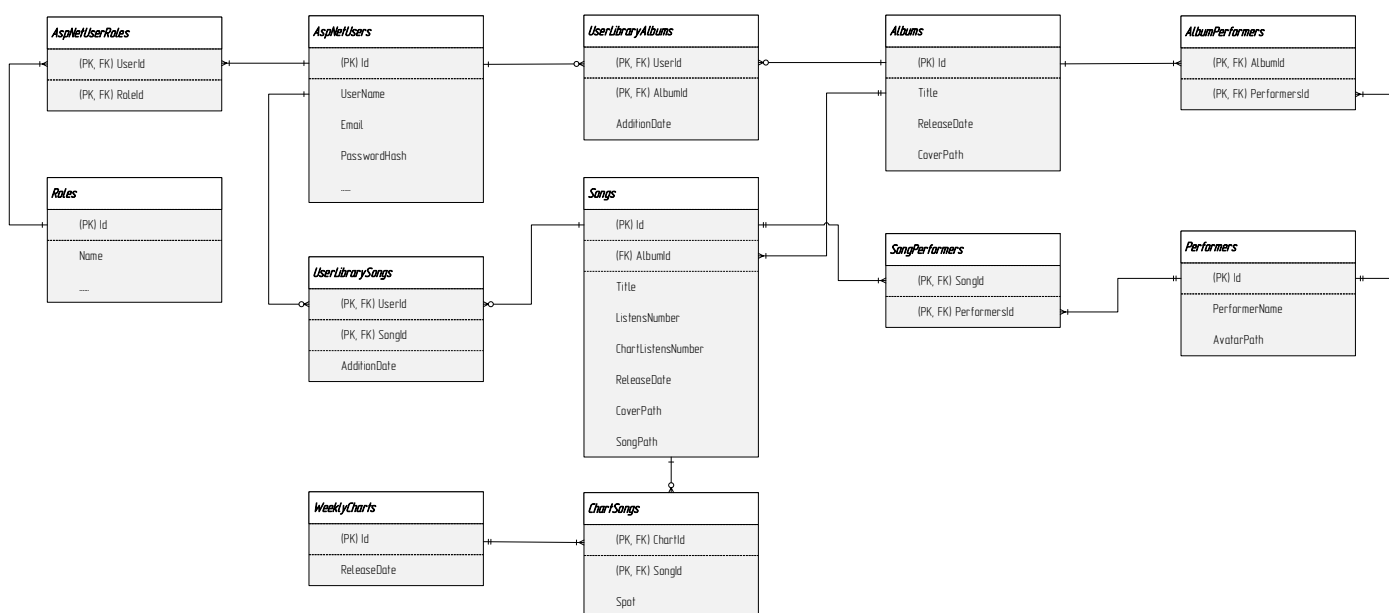 AspNetUserRoles
(PK, FK) UserId
(PK, FK) RoleId
AspNetUsers
(PK) Id
UserName
Email
PasswordHash
.....
UserLibraryAlbums
(PK, FK) UserId
(PK, FK) AlbumId
AdditionDate
Albums
(PK) Id
Title
ReleaseDate
CoverPath
AlbumPerformers
(PK, FK) AlbumId
(PK, FK) PerformersId
Roles
(PK) Id
Name
.....
UserLibrarySongs
(PK, FK) UserId
(PK, FK) SongId
AdditionDate
Songs
(PK) Id
(FK) AlbumId
Title
ListensNumber
ChartListensNumber
ReleaseDate
CoverPath
SongPath
SongPerformers
(PK, FK) SongId
(PK, FK) PerformersId
Performers
(PK) Id
PerformerName
AvatarPath
WeeklyCharts
(PK) Id
ReleaseDate
ChartSongs
(PK, FK) ChartId
(PK, FK) SongId
Spot